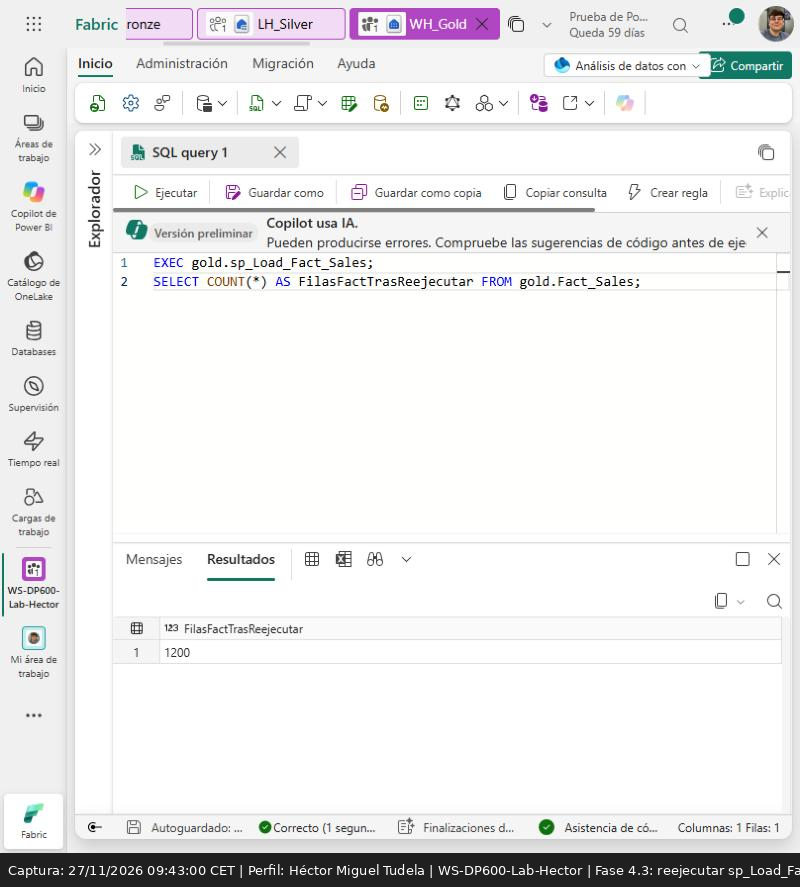 Fabric
ronze
LH_Silver
WH_Gold
Prueba de Po...
Queda 59 días
Inicio
Administración
Migración
Ayuda
Análisis de datos con
Compartir
Inicio
Áreas de
trabajo
Copilot de
Power BI
Catálogo de
OneLake
Databases
Supervisión
Tiempo real
Cargas de
trabajo
WS-DP600-
Lab-Hector
Mi área de
trabajo
Fabric
Explorador
SQL query 1
Ejecutar
Guardar como
Guardar como copia
Copiar consulta
Crear regla
Explic
Versión preliminar
Copilot usa IA.
Pueden producirse errores. Compruebe las sugerencias de código antes de eje
1 EXEC gold.sp_Load_Fact_Sales;
2 SELECT COUNT(*) AS FilasFactTrasReejecutar FROM gold.Fact_Sales;
Mensajes
Resultados
123 FilasFactTrasReejecutar
1 1200
Autoguardado: ...
Correcto (1 segun...
Finalizaciones d...
Asistencia de có...
Columnas: 1 Filas: 1
Captura: 27/11/2026 09:43:00 CET | Perfil: Héctor Miguel Tudela | WS-DP600-Lab-Hector | Fase 4.3: reejecutar sp_Load_Fa